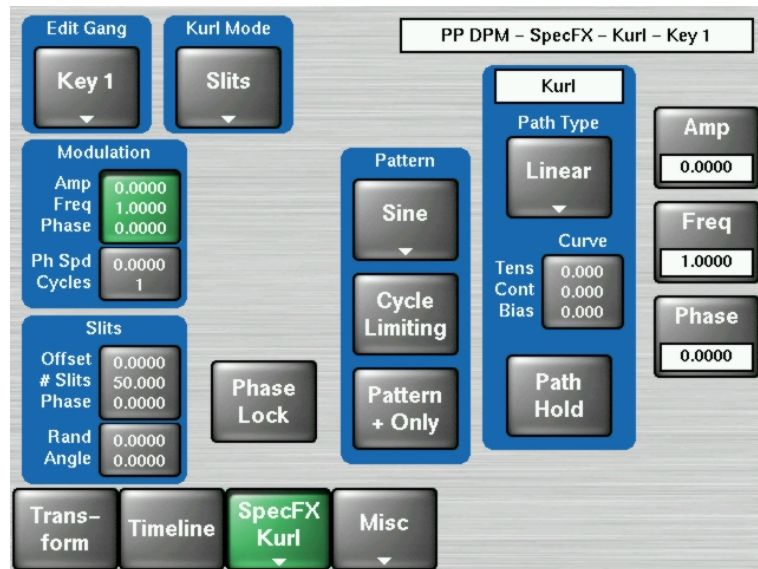 Edit Gang
Key 1
Kurl Mode
Slits
PP DPM – SpecFX – Kurl – Key 1
Modulation
Amp 0.0000
Freq 1.0000
Phase 0.0000
Ph Spd 0.0000
Cycles 1
Slits
Offset 0.0000
# Slits 50.000
Phase 0.0000
Rand 0.0000
Angle 0.0000
Phase
Lock
Pattern
Sine
Cycle
Limiting
Pattern
+ Only
Kurl
Path Type
Linear
Curve
Tens 0.000
Cont 0.000
Bias 0.000
Path
Hold
Amp
0.0000
Freq
1.0000
Phase
0.0000
Trans–
form
Timeline
SpecFX
Kurl
Misc